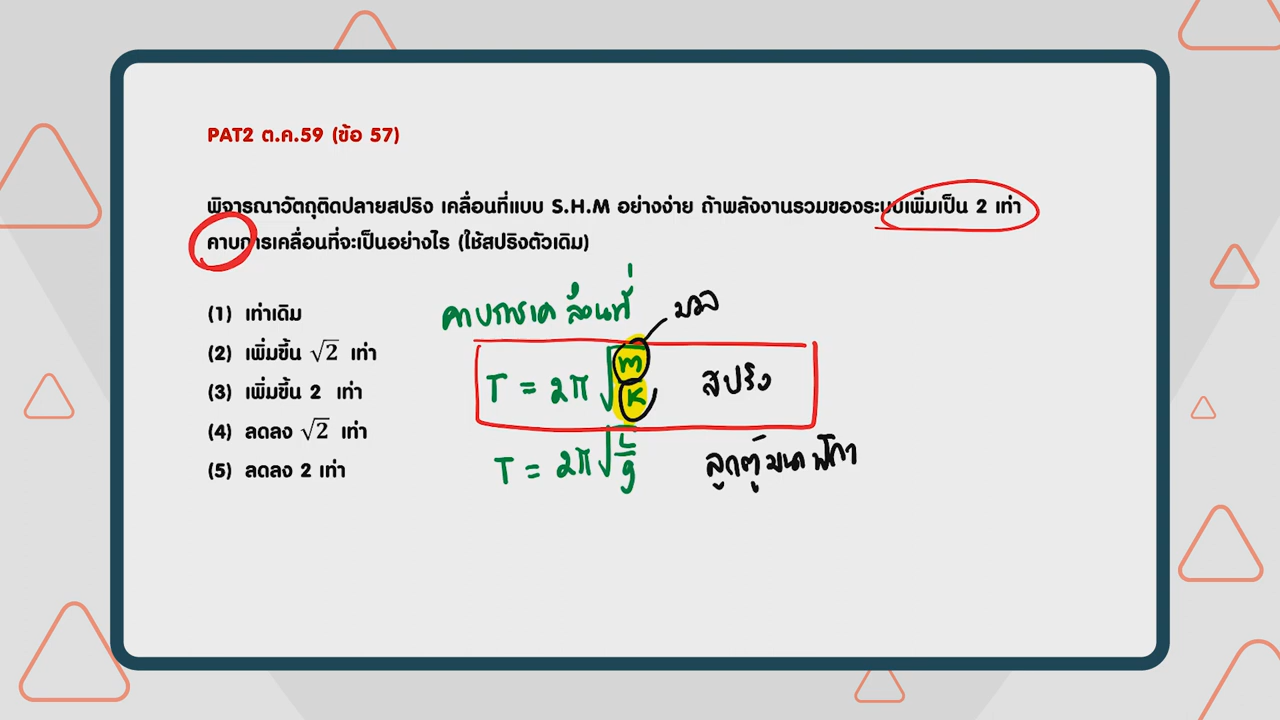 PAT2 ต.ค.59 (ข้อ 57)
พิจารณาวัตถุติดปลายสปริง เคลื่อนที่แบบ S.H.M อย่างง่าย ถ้าพลังงานรวมของระบบเพิ่มเป็น 2 เท่า
คาบการเคลื่อนที่จะเป็นอย่างไร (ใช้สปริงตัวเดิม)
(1) เท่าเดิม
(2) เพิ่มขึ้น √2 เท่า
(3) เพิ่มขึ้น 2 เท่า
(4) ลดลง √2 เท่า
(5) ลดลง 2 เท่า
คาบการเคลื่อนที่
มวล
T = 2π√(m/k) สปริง
T = 2π√(L/g) ลูกตุ้มนาฬิกา